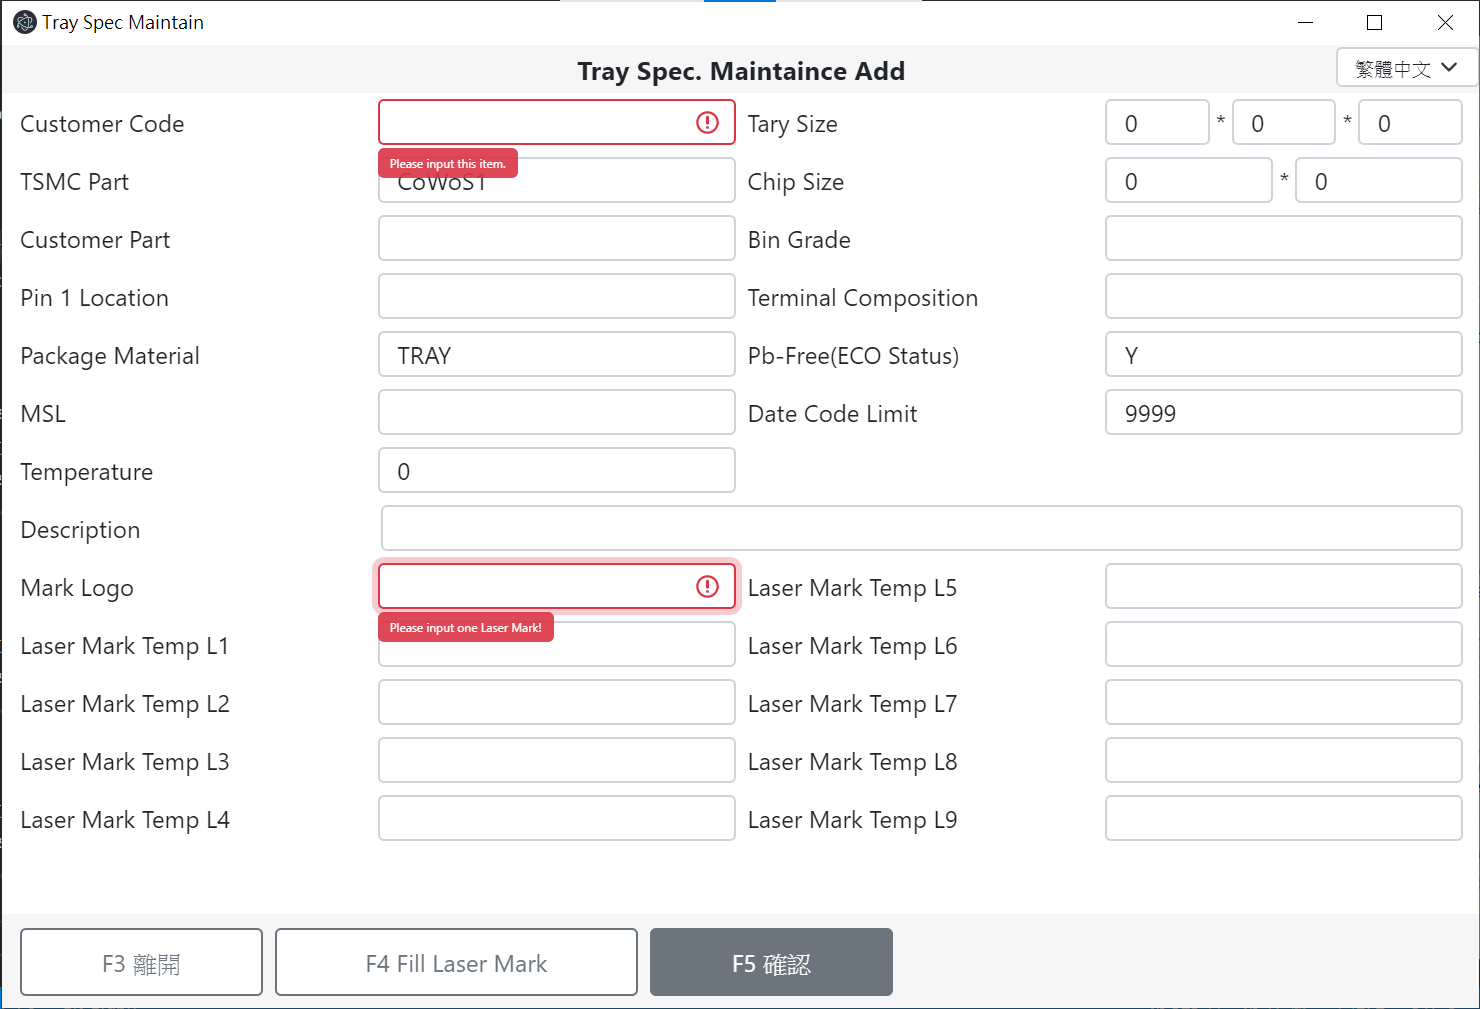 Tray Spec Maintain
Tray Spec. Maintaince Add
繁體中文
Customer Code
Please input this item.
Tary Size 0 * 0 * 0
TSMC Part CoWoS1
Chip Size 0 * 0
Customer Part
Bin Grade
Pin 1 Location
Terminal Composition
Package Material TRAY
Pb-Free(ECO Status) Y
MSL
Date Code Limit 9999
Temperature 0
Description
Mark Logo
Please input one Laser Mark!
Laser Mark Temp L5
Laser Mark Temp L1
Laser Mark Temp L6
Laser Mark Temp L2
Laser Mark Temp L7
Laser Mark Temp L3
Laser Mark Temp L8
Laser Mark Temp L4
Laser Mark Temp L9
F3 離開
F4 Fill Laser Mark
F5 確認